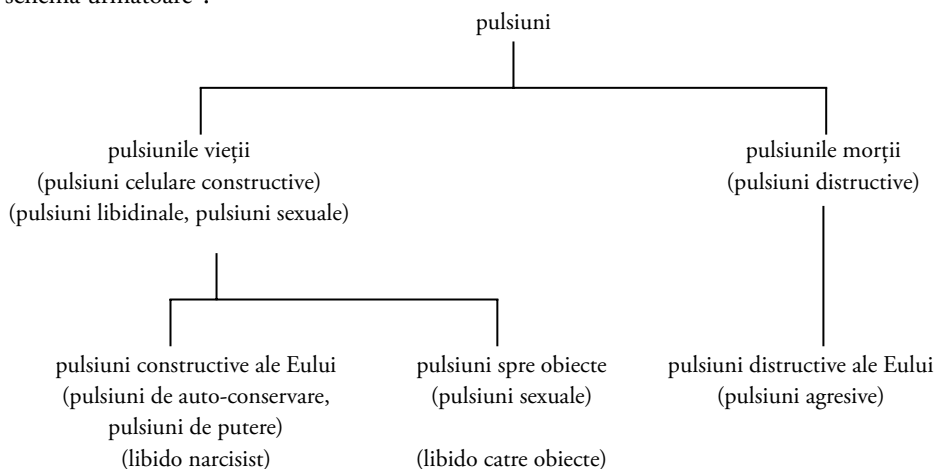 schema următoare :
pulsiuni
pulsiunile vieții
(pulsiuni celulare constructive)
(pulsiuni libidinale, pulsiuni sexuale)
pulsiunile morții
(pulsiuni distructive)
pulsiuni constructive ale Eului
(pulsiuni de auto-conservare,
pulsiuni de putere)
(libido narcisist)
pulsiuni spre obiecte
(pulsiuni sexuale)
(libido catre obiecte)
pulsiuni distructive ale Eului
(pulsiuni agresive)